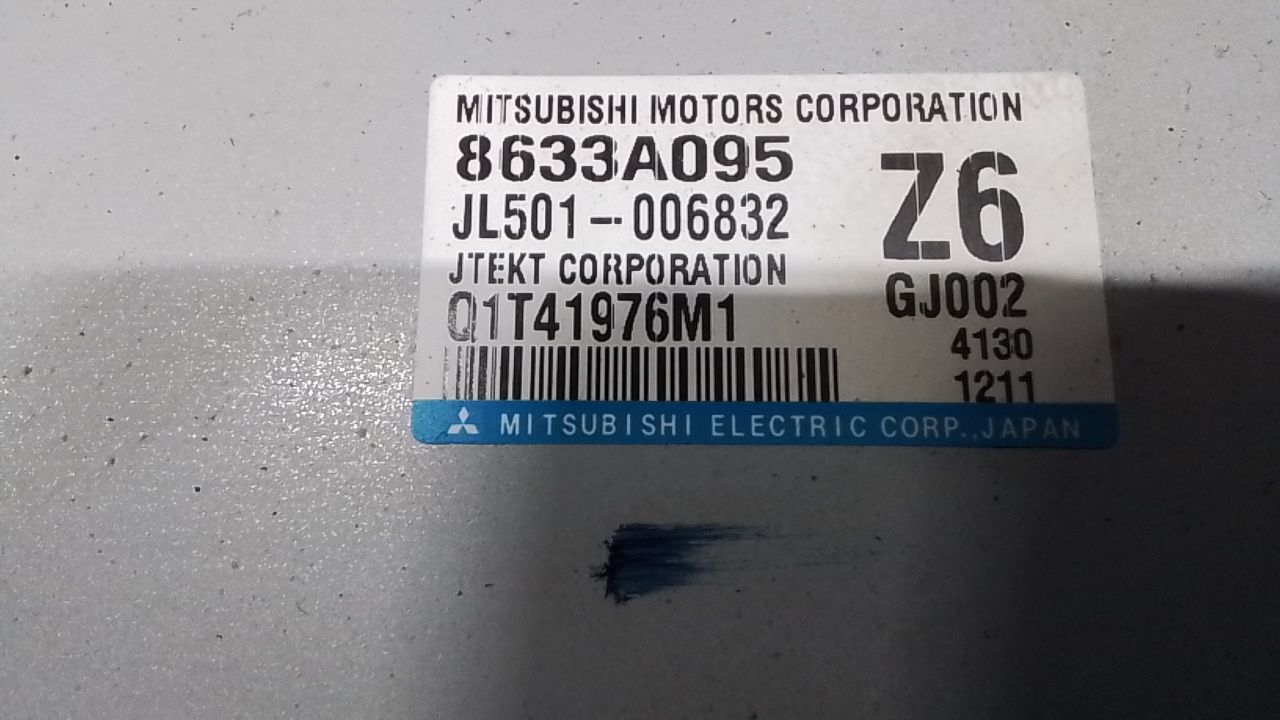 MITSUBISHI MOTORS CORPORATION
8633A095
Z6
JL501-006832
JTEKT CORPORATION
GJ002
Q1T41976M1
4130
1211
MITSUBISHI ELECTRIC CORP.,JAPAN